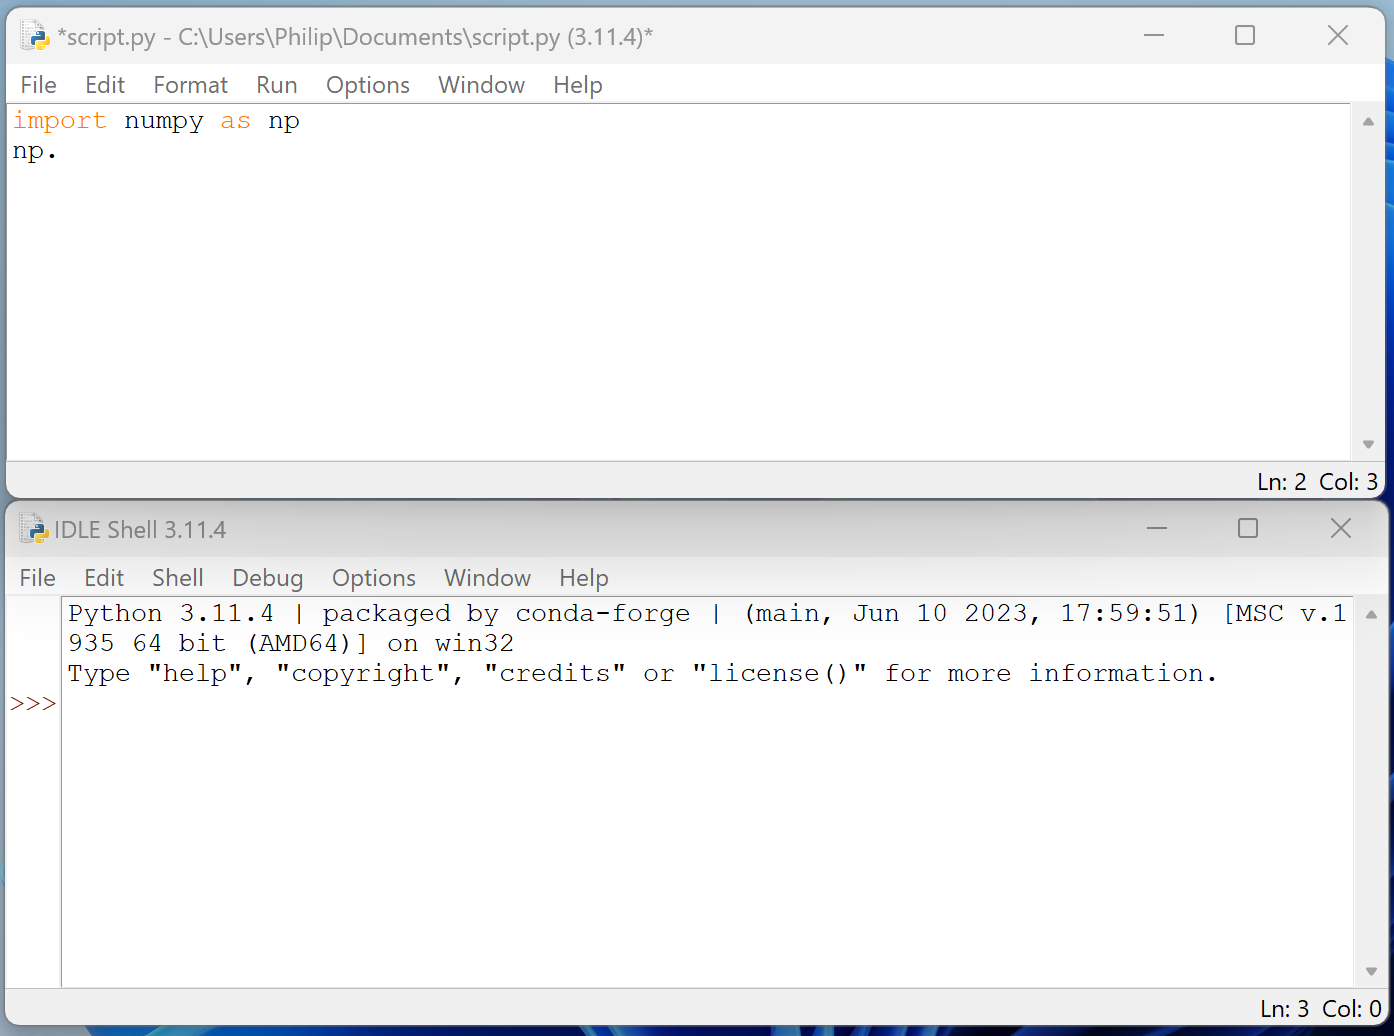 *script.py - C:\Users\Philip\Documents\script.py (3.11.4)*
File Edit Format Run Options Window Help
import numpy as np
np.
Ln: 2 Col: 3
IDLE Shell 3.11.4
File Edit Shell Debug Options Window Help
Python 3.11.4 | packaged by conda-forge | (main, Jun 10 2023, 17:59:51) [MSC v.1
935 64 bit (AMD64)] on win32
Type "help", "copyright", "credits" or "license()" for more information.
>>>
Ln: 3 Col: 0